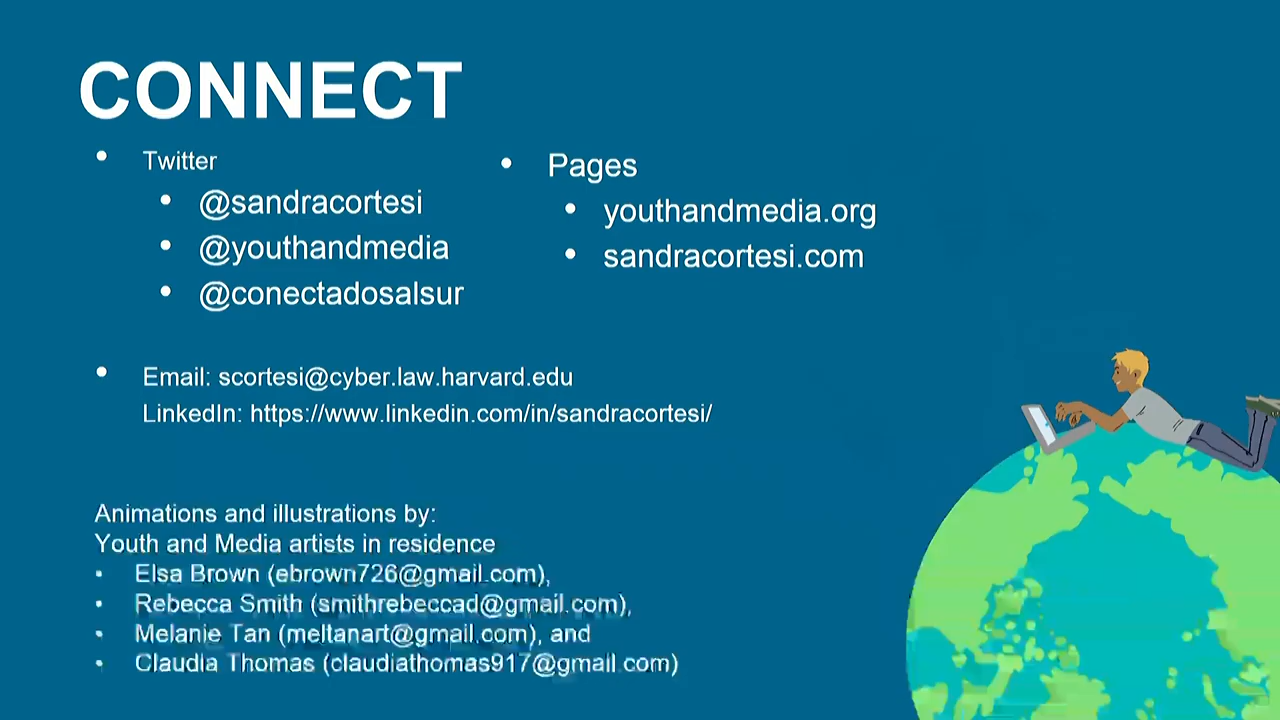 CONNECT
• Twitter
• @sandracortesi
• @youthandmedia
• @conectadosalsur
• Pages
• youthandmedia.org
• sandracortesi.com
• Email: scortesi@cyber.law.harvard.edu
LinkedIn: https://www.linkedin.com/in/sandracortesi/
Animations and illustrations by:
Youth and Media artists in residence
• Elsa Brown (ebrown726@gmail.com),
• Rebecca Smith (smithrebeccad@gmail.com),
• Melanie Tan (meltanart@gmail.com), and
• Claudia Thomas (claudiathomas917@gmail.com)